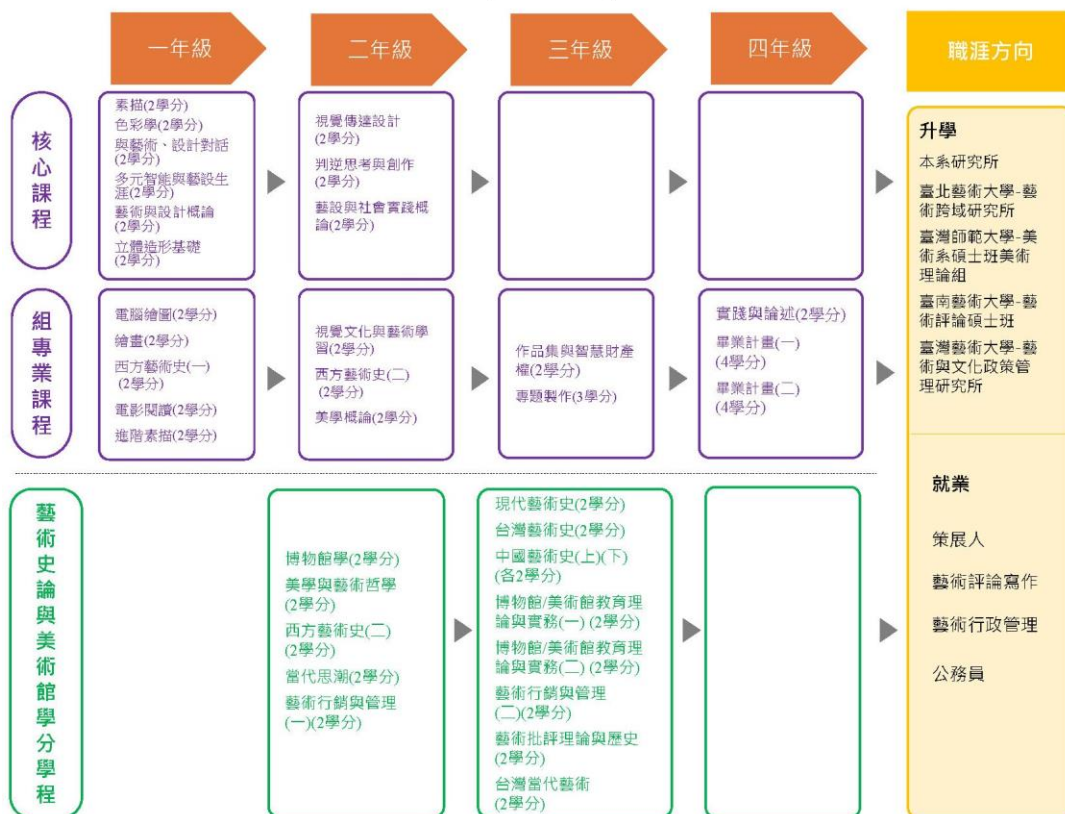 一年級
二年級
三年級
四年級
職涯方向
核心課程
素描(2學分)
色彩學(2學分)
與藝術、設計對話
(2學分)
多元智能與藝設生
涯(2學分)
藝術與設計概論
(2學分)
立體造形基礎
(2學分)
視覺傳達設計
(2學分)
判逆思考與創作
(2學分)
藝設與社會實踐概
論(2學分)
組專業課程
電腦繪圖(2學分)
繪畫(2學分)
西方藝術史(一)
(2學分)
電影閱讀(2學分)
進階素描(2學分)
視覺文化與藝術學
習(2學分)
西方藝術史(二)
(2學分)
美學概論(2學分)
作品集與智慧財產
權(2學分)
專題製作(3學分)
實踐與論述(2學分)
畢業計畫(一)
(4學分)
畢業計畫(二)
(4學分)
藝術史論與美術館學分學程
博物館學(2學分)
美學與藝術哲學
(2學分)
西方藝術史(二)
(2學分)
當代思潮(2學分)
藝術行銷與管理
(一)(2學分)
現代藝術史(2學分)
台灣藝術史(2學分)
中國藝術史(上)(下)
(各2學分)
博物館/美術館教育理
論與實務(一) (2學分)
博物館/美術館教育理
論與實務(二) (2學分)
藝術行銷與管理
(二)(2學分)
藝術批評理論與歷史
(2學分)
台灣當代藝術
(2學分)
升學
本系研究所
臺北藝術大學-藝
術跨域研究所
臺灣師範大學-美
術系碩士班美術
理論組
臺南藝術大學-藝
術評論碩士班
臺灣藝術大學-藝
術與文化政策管
理研究所
就業
策展人
藝術評論寫作
藝術行政管理
公務員